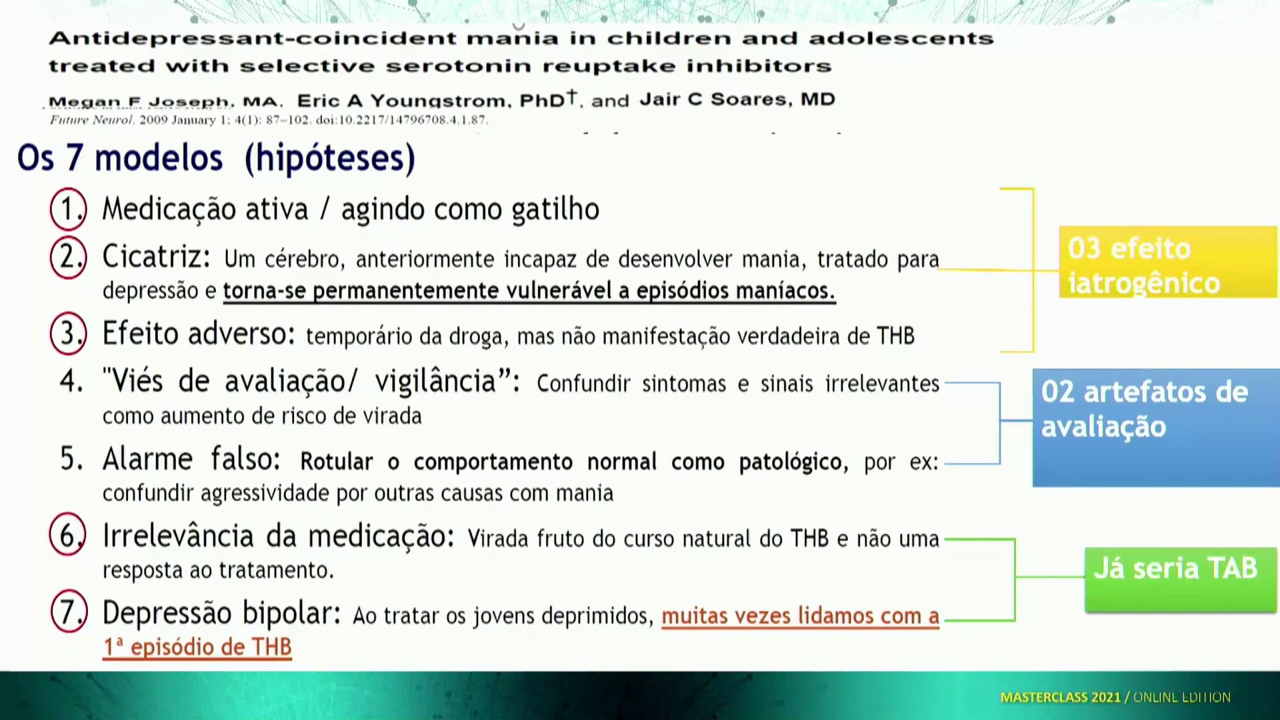 Antidepressant-coincident mania in children and adolescents
treated with selective serotonin reuptake inhibitors
Megan F Joseph, MA, Eric A Youngstrom, PhD†, and Jair C Soares, MD
Future Neurol. 2009 January 1; 4(1): 87–102. doi:10.2217/14796708.4.1.87.
Os 7 modelos (hipóteses)
1. Medicação ativa / agindo como gatilho
2. Cicatriz: Um cérebro, anteriormente incapaz de desenvolver mania, tratado para
depressão e torna-se permanentemente vulnerável a episódios maníacos.
3. Efeito adverso: temporário da droga, mas não manifestação verdadeira de THB
03 efeito
iatrogênico
4. "Viés de avaliação/ vigilância”: Confundir sintomas e sinais irrelevantes
como aumento de risco de virada
5. Alarme falso: Rotular o comportamento normal como patológico, por ex:
confundir agressividade por outras causas com mania
02 artefatos de
avaliação
6. Irrelevância da medicação: Virada fruto do curso natural do THB e não uma
resposta ao tratamento.
7. Depressão bipolar: Ao tratar os jovens deprimidos, muitas vezes lidamos com a
1ª episódio de THB
Já seria TAB
MASTERCLASS 2021 / ONLINE EDITION